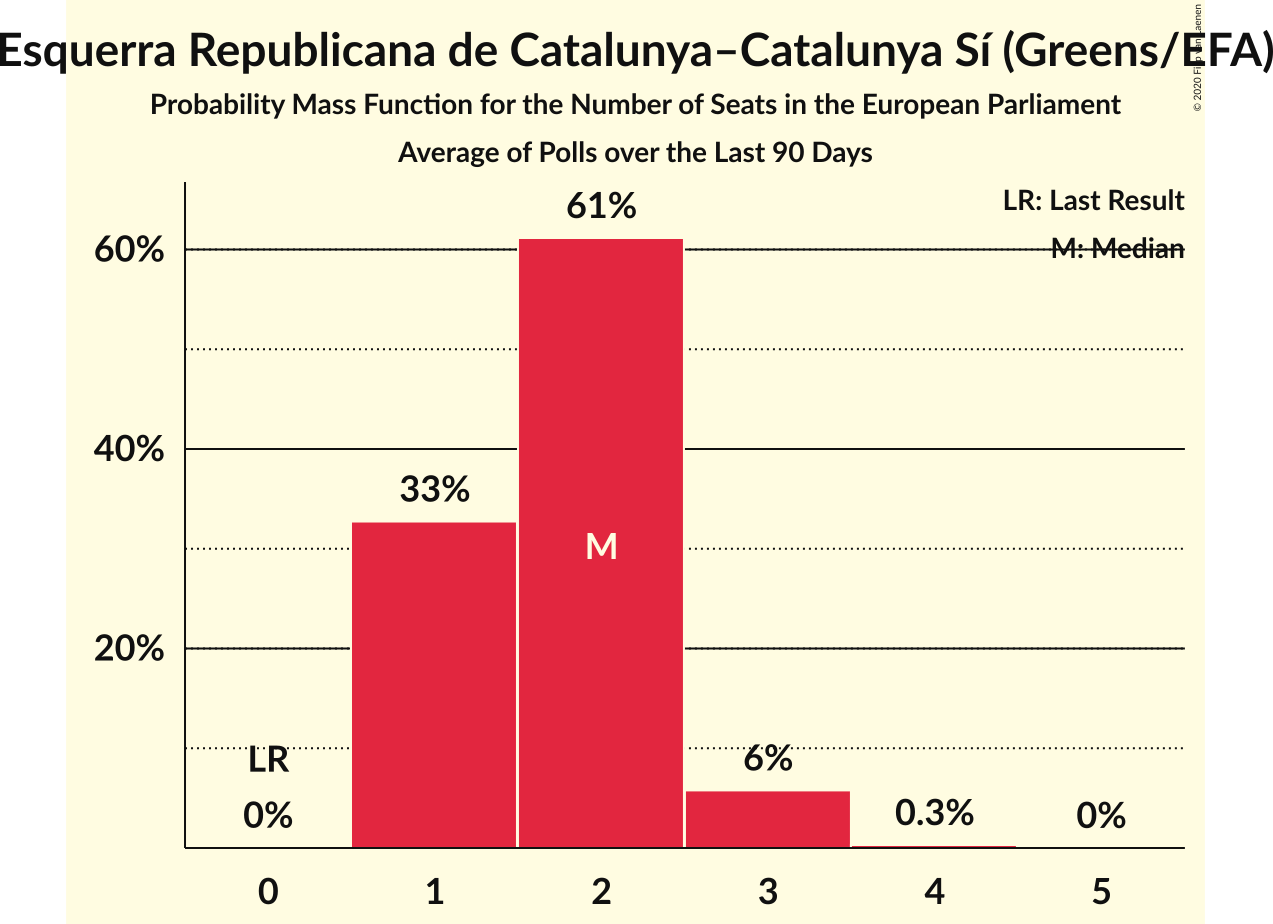 Esquerra Republicana de Catalunya–Catalunya Sí (Greens/EFA)
Probability Mass Function for the Number of Seats in the European Parliament
Average of Polls over the Last 90 Days
© 2020
LR: Last Result
M: Median
60%
40%
20%
61%
33%
M
LR
0%
6%
0.3%
0%
0 1 2 3 4 5